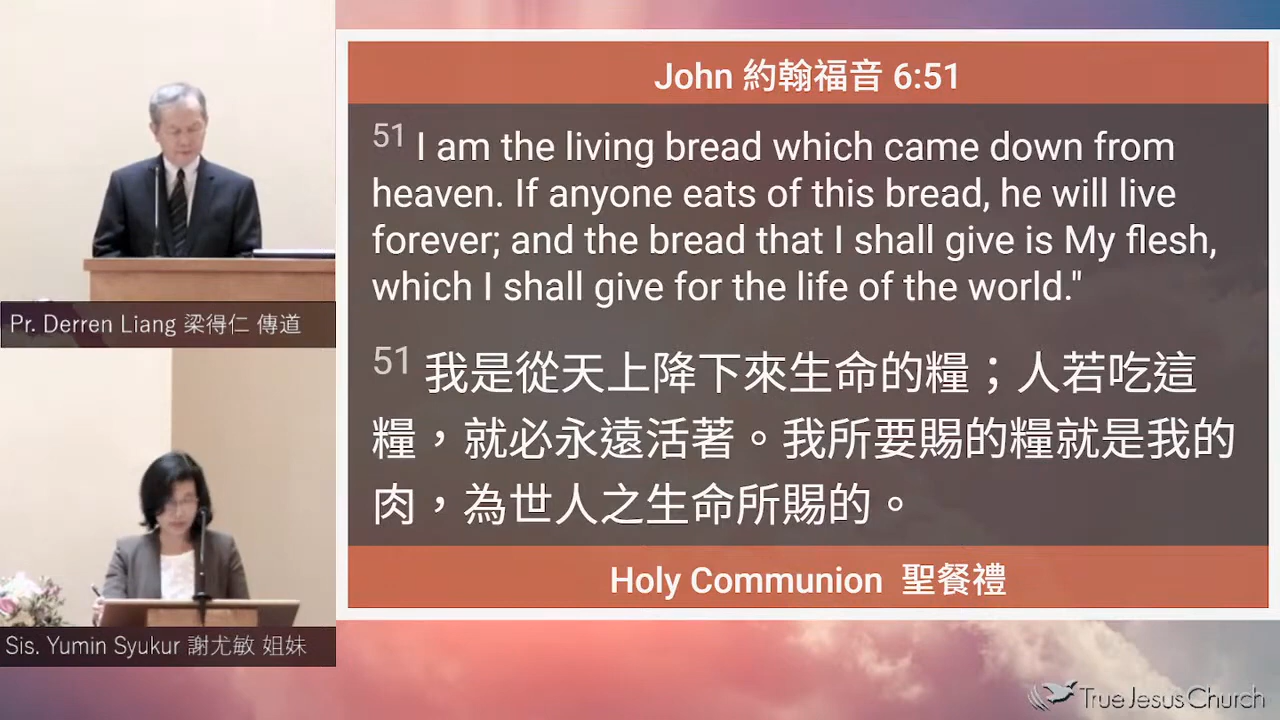 John 約翰福音 6:51
51 I am the living bread which came down from
heaven. If anyone eats of this bread, he will live
forever; and the bread that I shall give is My flesh,
which I shall give for the life of the world."
51 我是從天上降下來生命的糧；人若吃這
糧，就必永遠活著。我所要賜的糧就是我的
肉，為世人之生命所賜的。
Holy Communion 聖餐禮
Pr. Derren Liang 梁得仁 傳道
Sis. Yumin Syukur 謝尤敏 姐妹
True Jesus Church